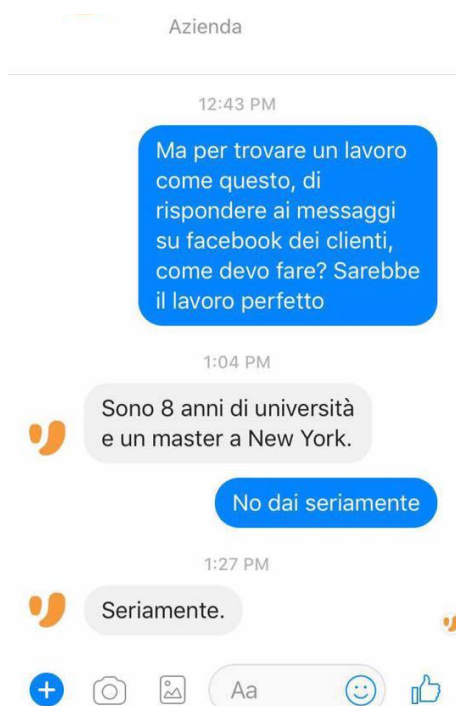 Azienda
12:43 PM
Ma per trovare un lavoro
come questo, di
rispondere ai messaggi
su facebook dei clienti,
come devo fare? Sarebbe
il lavoro perfetto
1:04 PM
Sono 8 anni di università
e un master a New York.
No dai seriamente
1:27 PM
Seriamente.
Aa